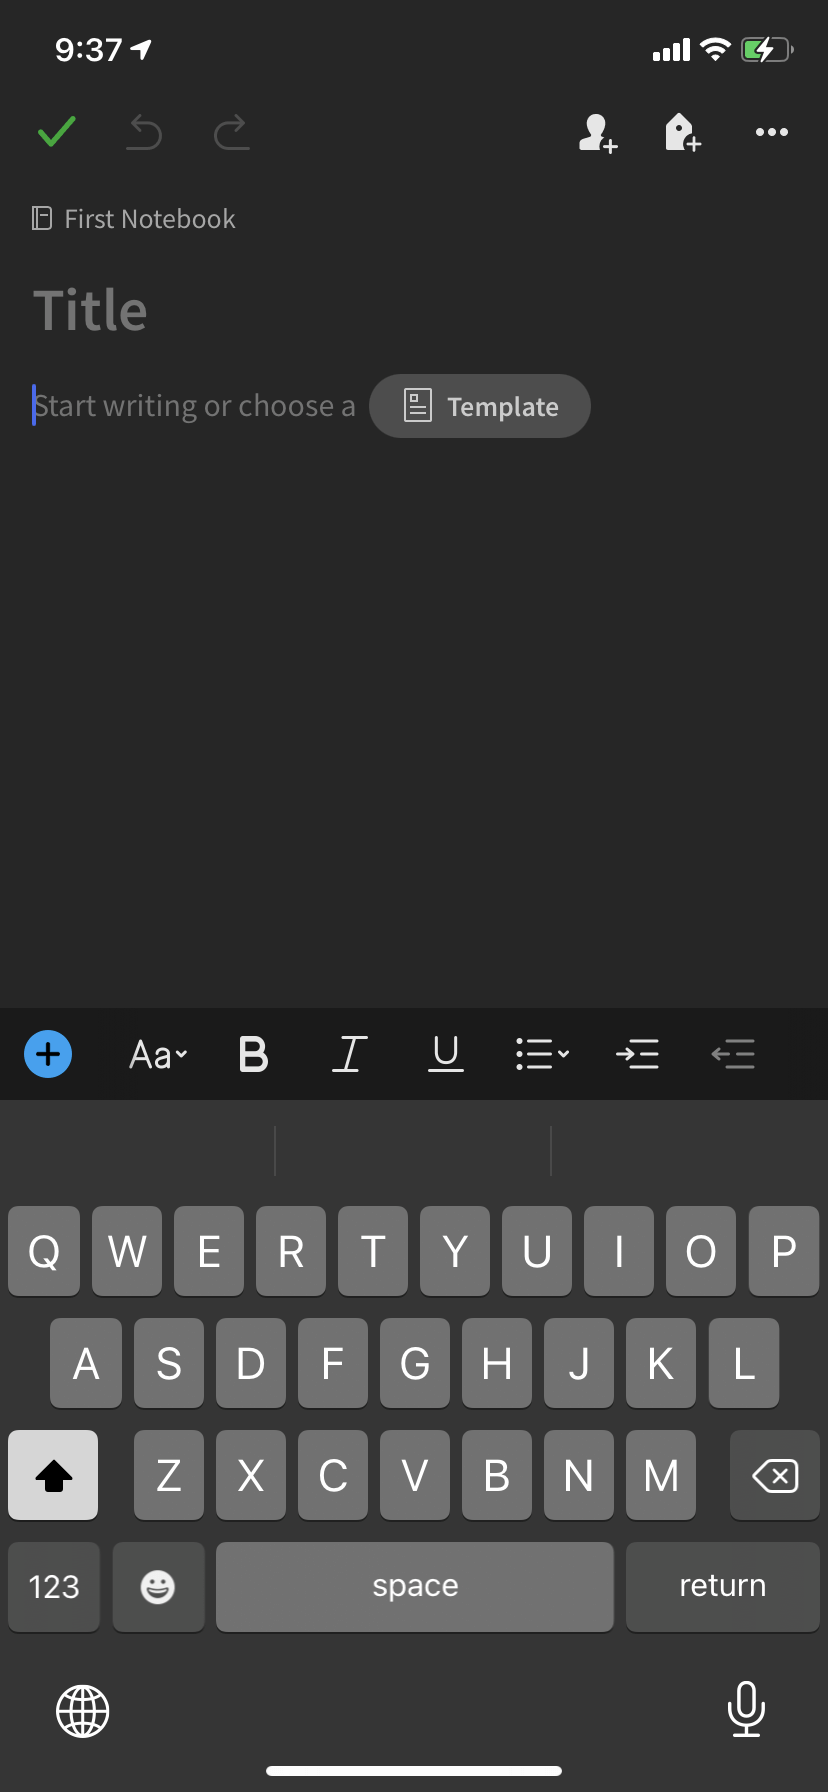 9:37
First Notebook
Title
Start writing or choose a Template
Aa B I U
Q W E R T Y U I O P
A S D F G H J K L
Z X C V B N M
123 space return